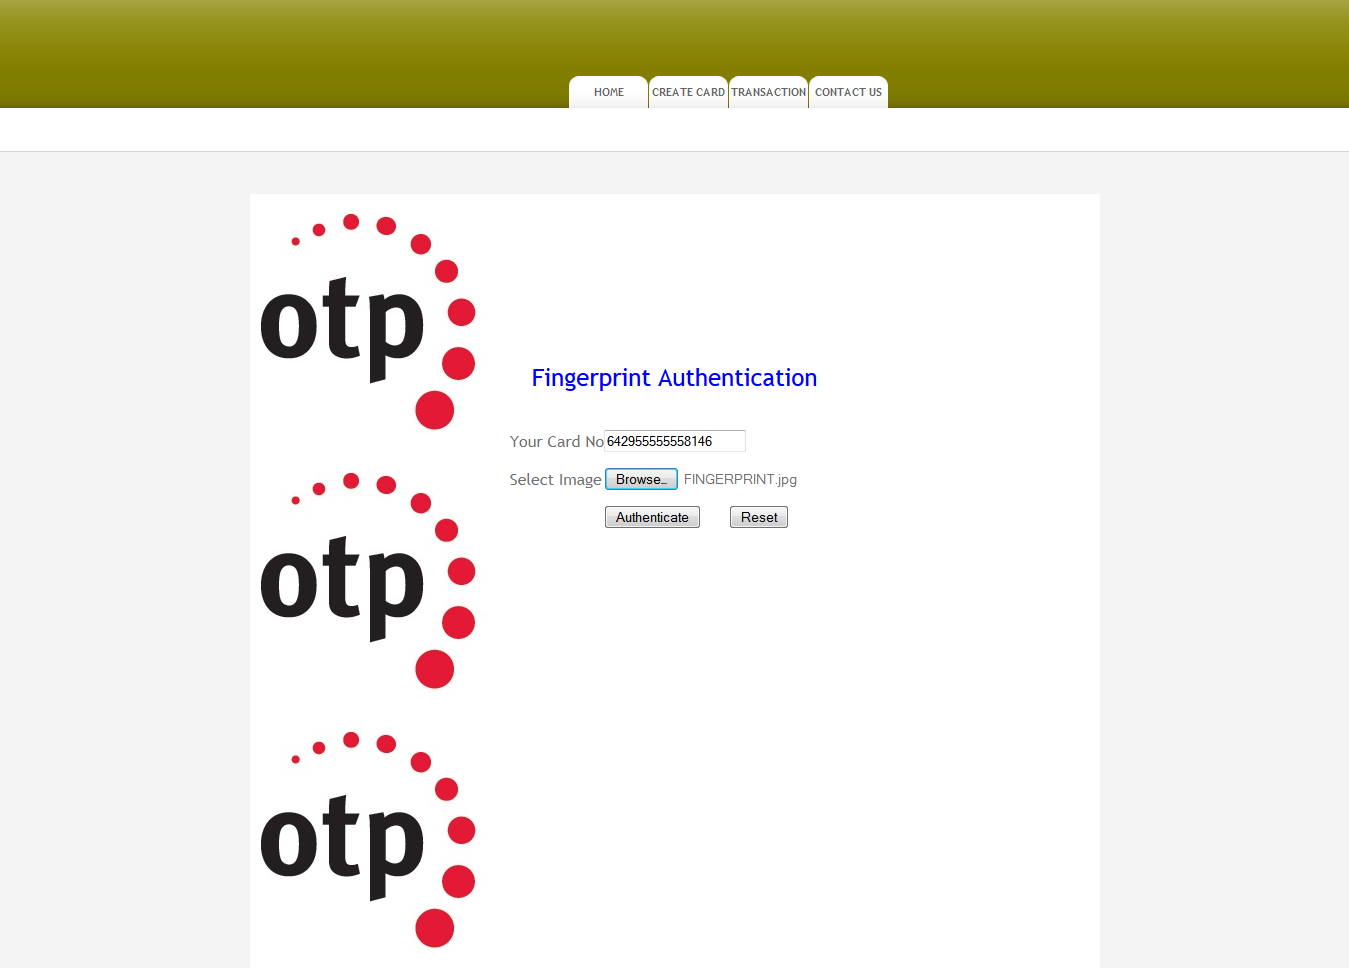 HOME CREATE CARD TRANSACTION CONTACT US
otp
Fingerprint Authentication
Your Card No 642955555558146
Select Image Browse... FINGERPRINT.jpg
Authenticate Reset
otp
otp